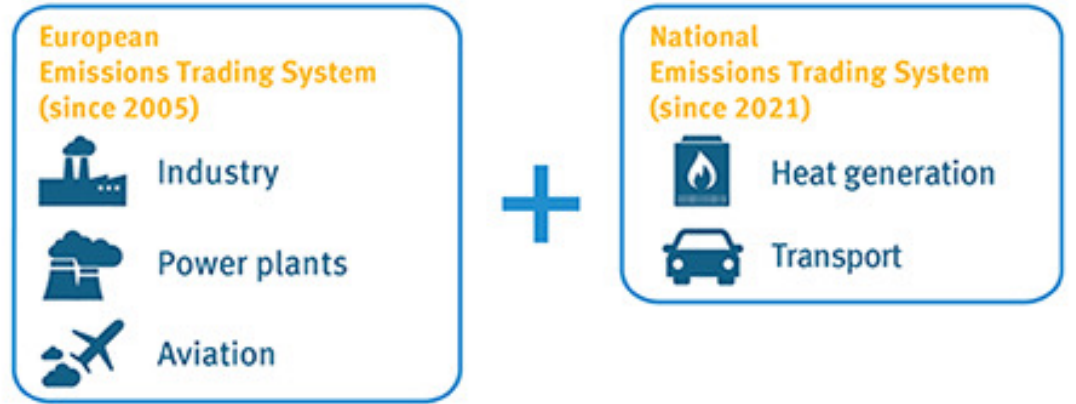 European
Emissions Trading System
(since 2005)
Industry
Power plants
Aviation
+
National
Emissions Trading System
(since 2021)
Heat generation
Transport